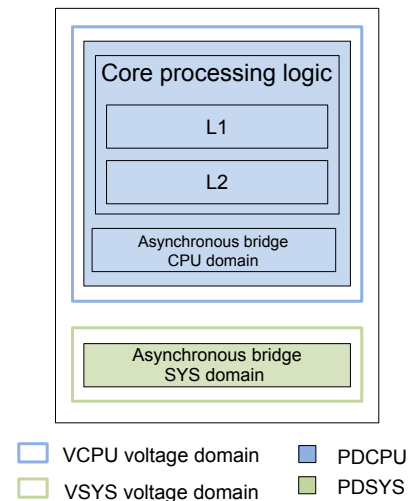 Core processing logic
L1
L2
Asynchronous bridge
CPU domain
Asynchronous bridge
SYS domain
VCPU voltage domain
PDCPU
VSYS voltage domain
PDSYS